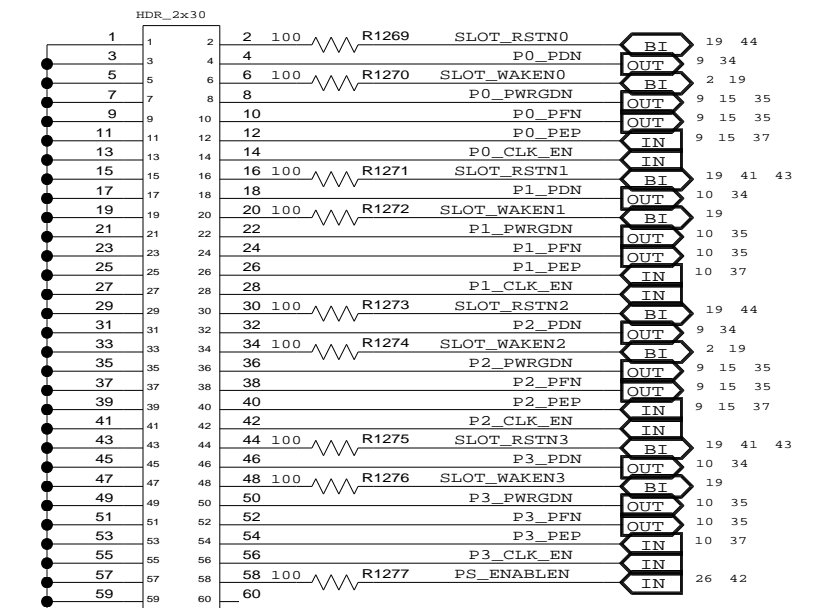 HDR_2x30
1 1 2 2 100 R1269 SLOT_RSTN0 BI 19 44
3 3 4 4 P0_PDN OUT 9 34
5 5 6 6 100 R1270 SLOT_WAKEN0 BI 2 19
7 7 8 8 P0_PWRGDN OUT 9 15 35
9 9 10 10 P0_PFN OUT 9 15 35
11 11 12 12 P0_PEP IN 9 15 37
13 13 14 14 P0_CLK_EN IN
15 15 16 16 100 R1271 SLOT_RSTN1 BI 19 41 43
17 17 18 18 P1_PDN OUT 10 34
19 19 20 20 100 R1272 SLOT_WAKEN1 BI 19
21 21 22 22 P1_PWRGDN OUT 10 35
23 23 24 24 P1_PFN OUT 10 35
25 25 26 26 P1_PEP IN 10 37
27 27 28 28 P1_CLK_EN IN
29 29 30 30 100 R1273 SLOT_RSTN2 BI 19 44
31 31 32 32 P2_PDN OUT 9 34
33 33 34 34 100 R1274 SLOT_WAKEN2 BI 2 19
35 35 36 36 P2_PWRGDN OUT 9 15 35
37 37 38 38 P2_PFN OUT 9 15 35
39 39 40 40 P2_PEP IN 9 15 37
41 41 42 42 P2_CLK_EN IN
43 43 44 44 100 R1275 SLOT_RSTN3 BI 19 41 43
45 45 46 46 P3_PDN OUT 10 34
47 47 48 48 100 R1276 SLOT_WAKEN3 BI 19
49 49 50 50 P3_PWRGDN OUT 10 35
51 51 52 52 P3_PFN OUT 10 35
53 53 54 54 P3_PEP IN 10 37
55 55 56 56 P3_CLK_EN IN
57 57 58 58 100 R1277 PS_ENABLEN IN 26 42
59 59 60 60